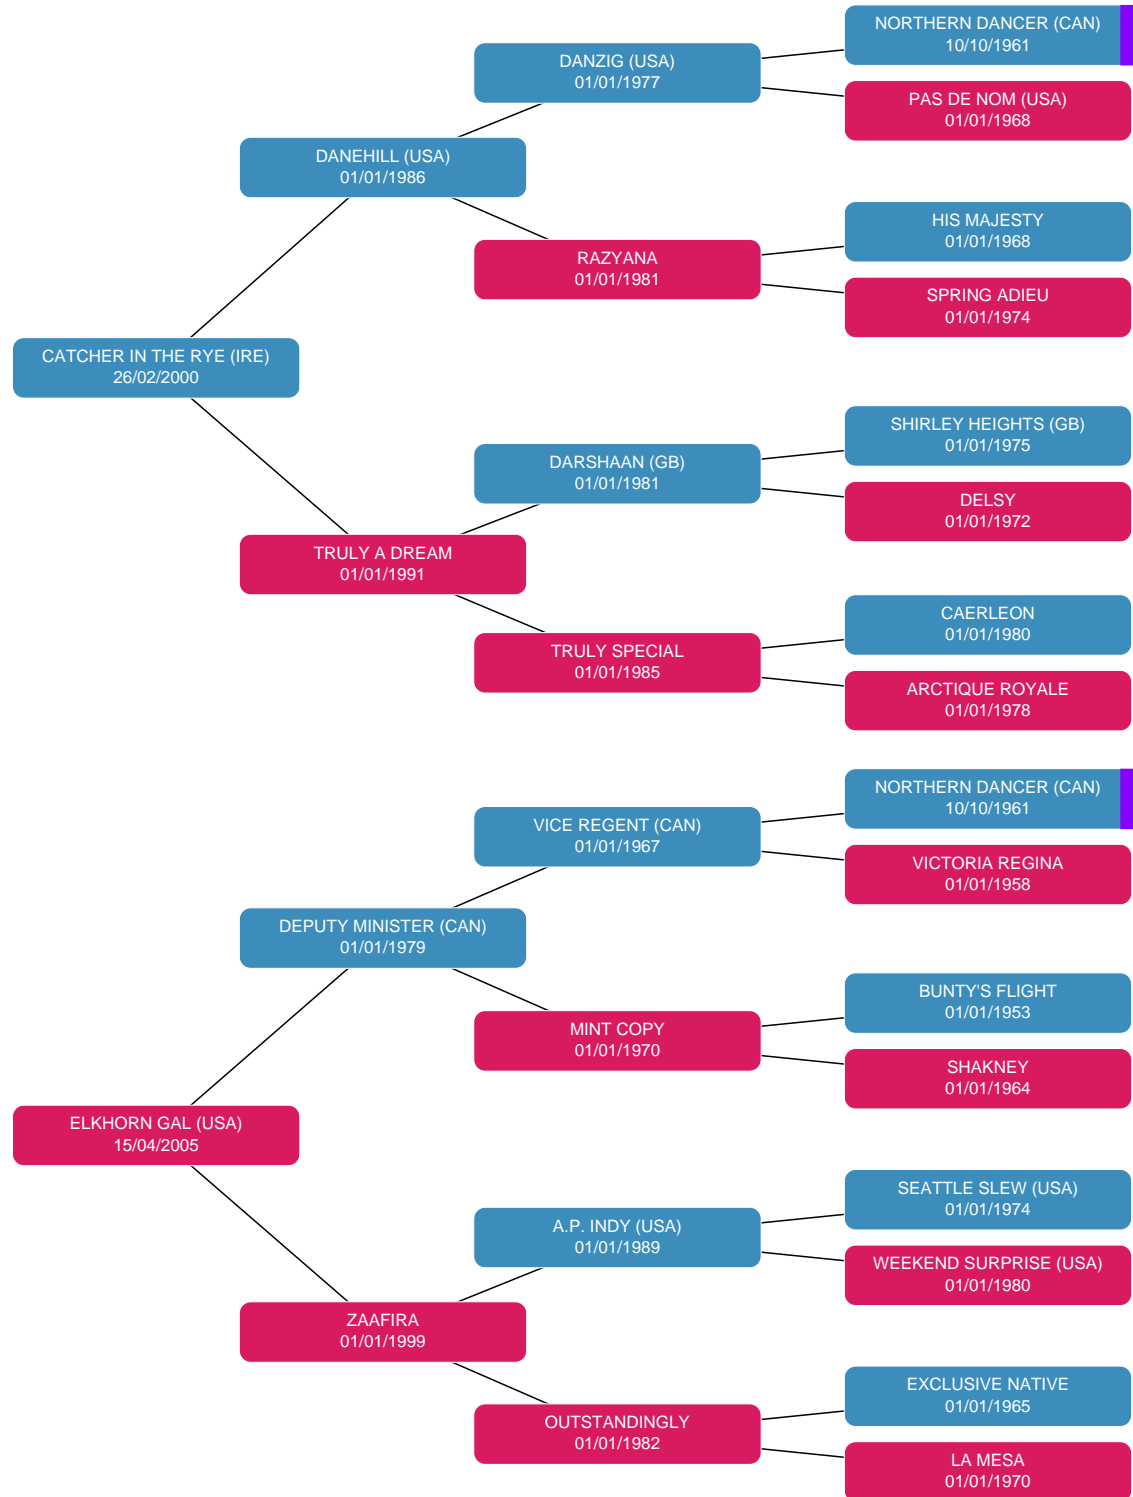 NORTHERN DANCER (CAN)
10/10/1961
DANZIG (USA)
01/01/1977
PAS DE NOM (USA)
01/01/1968
DANEHILL (USA)
01/01/1986
HIS MAJESTY
01/01/1968
RAZYANA
01/01/1981
SPRING ADIEU
01/01/1974
CATCHER IN THE RYE (IRE)
26/02/2000
SHIRLEY HEIGHTS (GB)
01/01/1975
DARSHAAN (GB)
01/01/1981
DELSY
01/01/1972
TRULY A DREAM
01/01/1991
CAERLEON
01/01/1980
TRULY SPECIAL
01/01/1985
ARCTIQUE ROYALE
01/01/1978
NORTHERN DANCER (CAN)
10/10/1961
VICE REGENT (CAN)
01/01/1967
VICTORIA REGINA
01/01/1958
DEPUTY MINISTER (CAN)
01/01/1979
BUNTY'S FLIGHT
01/01/1953
MINT COPY
01/01/1970
SHAKNEY
01/01/1964
ELKHORN GAL (USA)
15/04/2005
SEATTLE SLEW (USA)
01/01/1974
A.P. INDY (USA)
01/01/1989
WEEKEND SURPRISE (USA)
01/01/1980
ZAAFIRA
01/01/1999
EXCLUSIVE NATIVE
01/01/1965
OUTSTANDINGLY
01/01/1982
LA MESA
01/01/1970